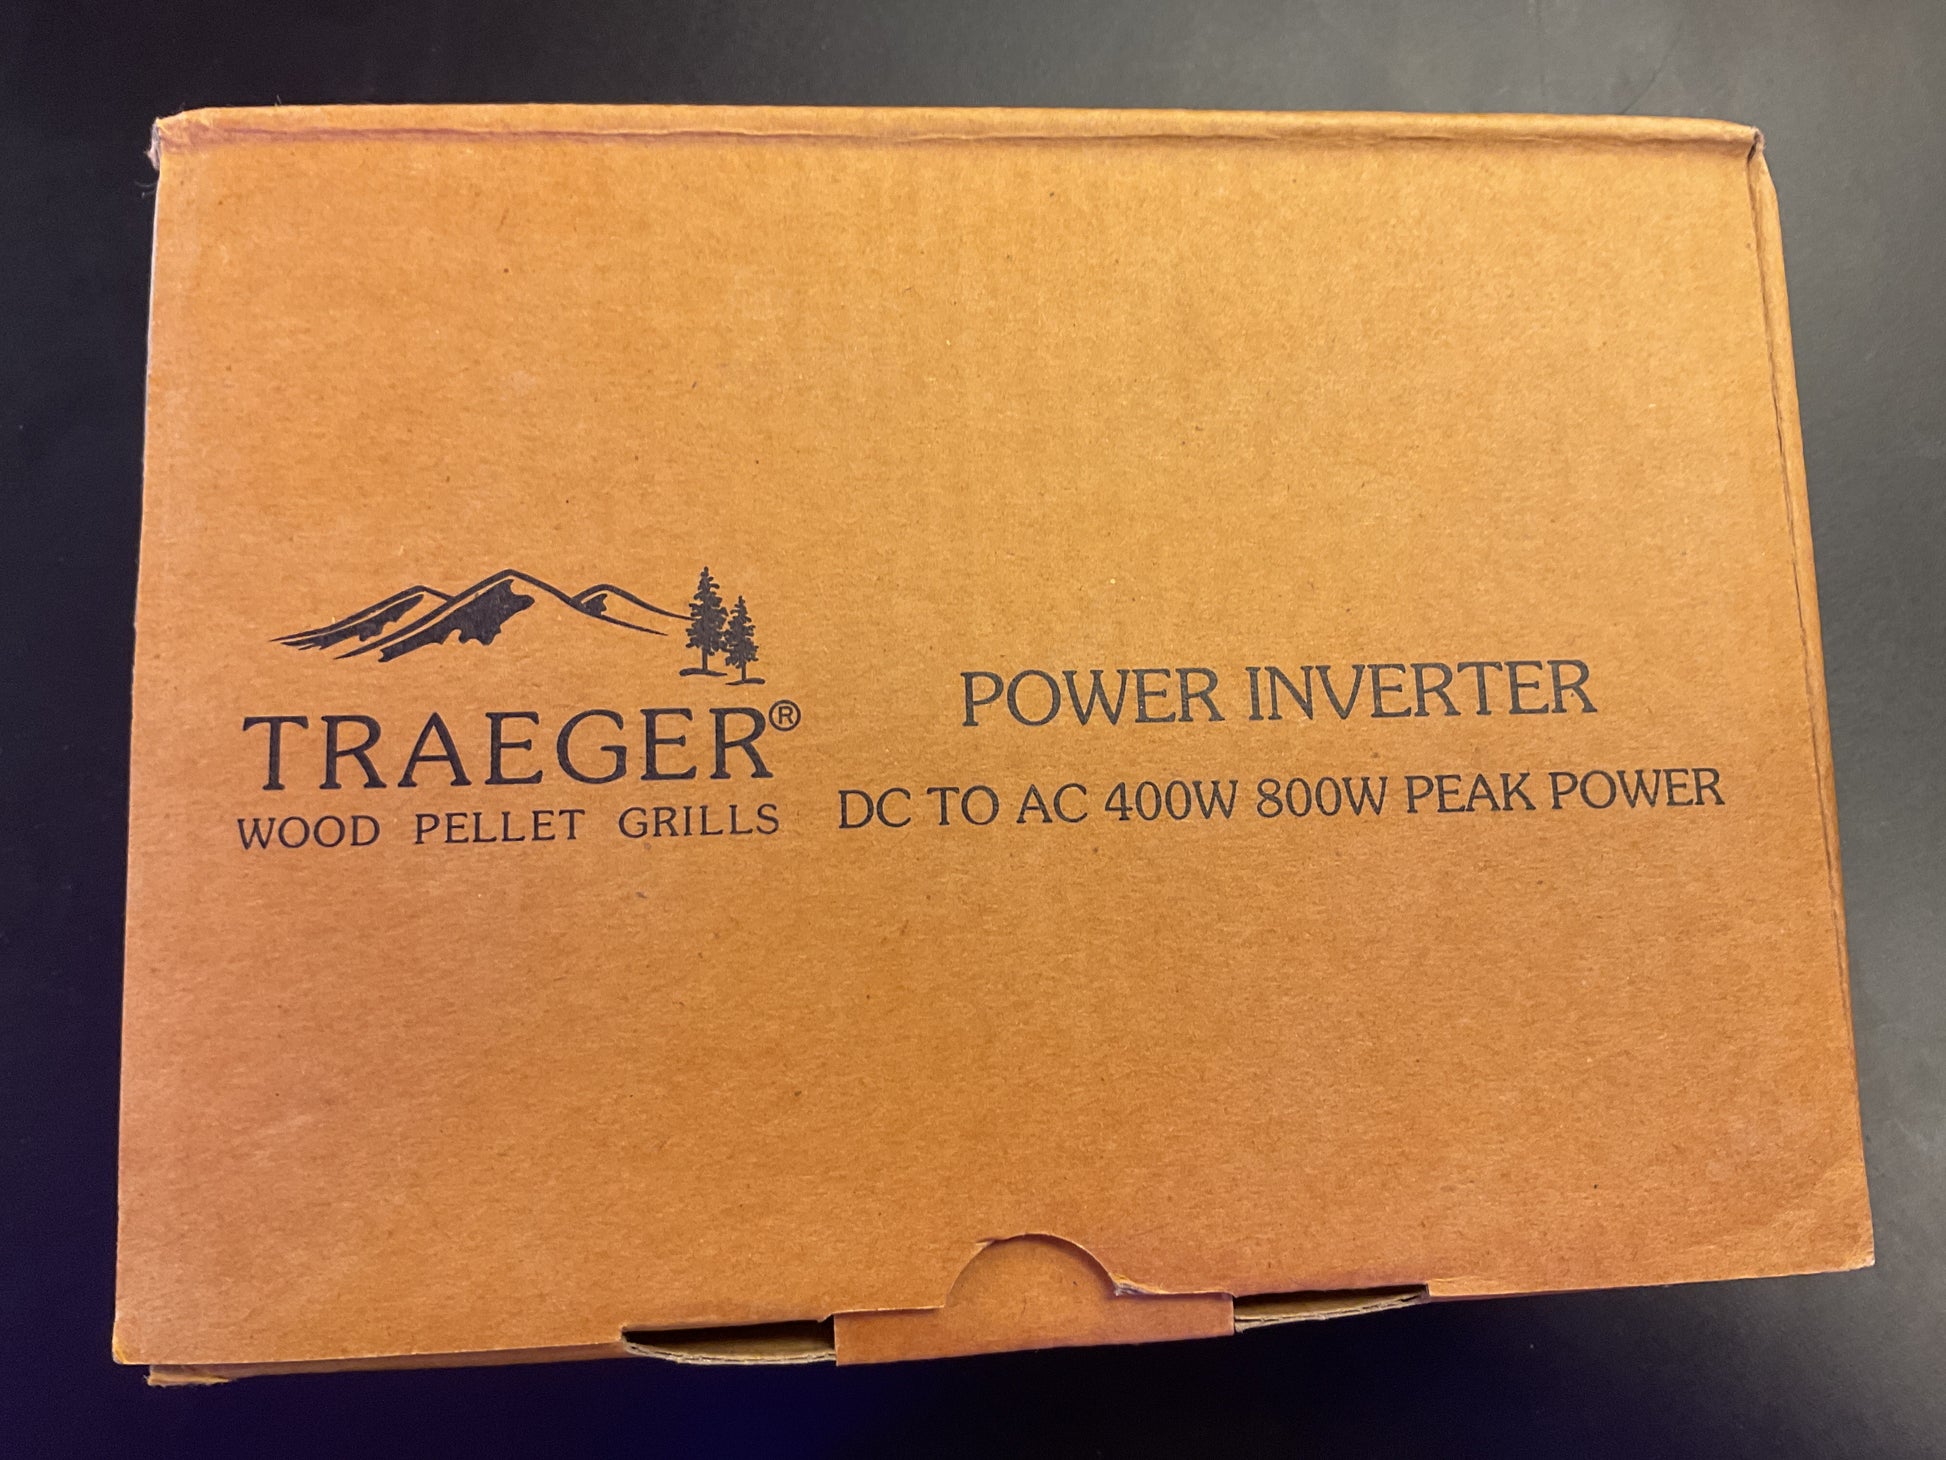 TRAEGER®
WOOD PELLET GRILLS
POWER INVERTER
DC TO AC 400W 800W PEAK POWER